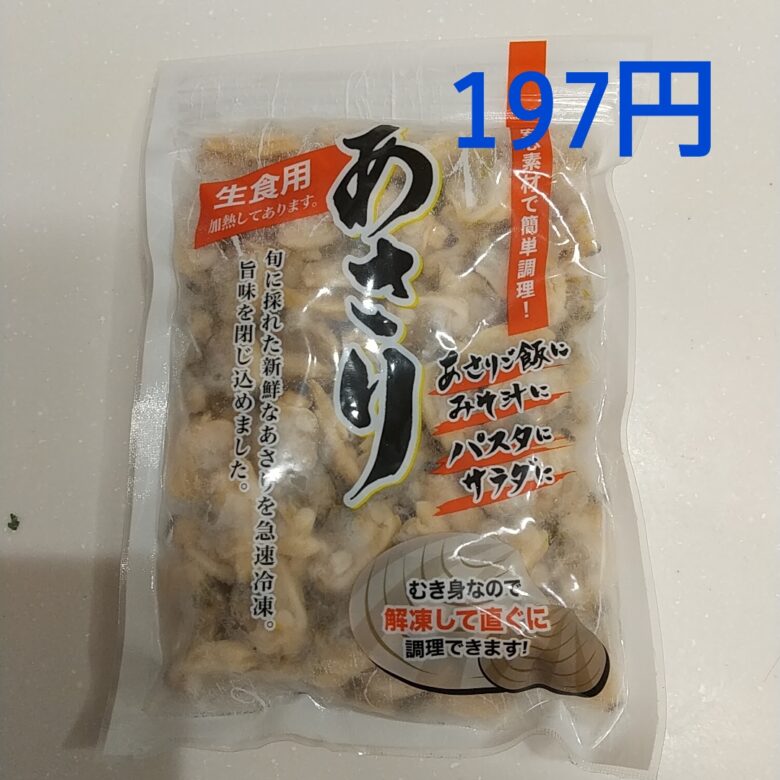 197円
楽素材で簡単調理!
あさり
生食用
加熱してあります。
旬に採れた新鮮なあさりを急速冷凍。
旨味を閉じ込めました。
あさりご飯に
みそ汁に
パスタに
サラダに
むき身なので
解凍して直ぐに
調理できます!